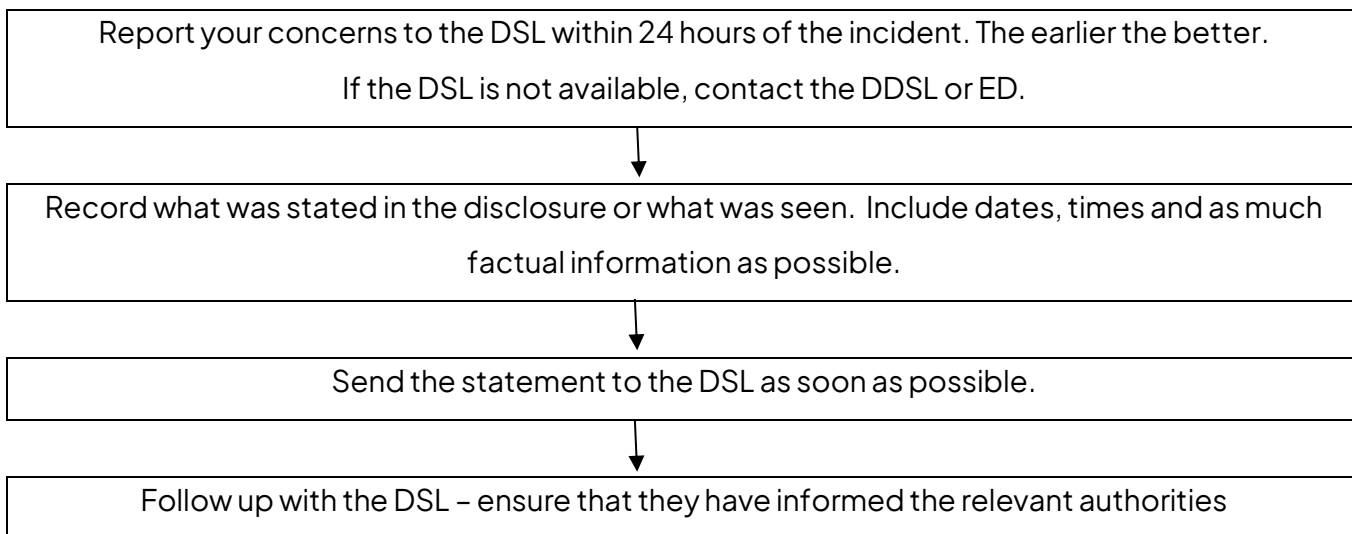 Report your concerns to the DSL within 24 hours of the incident. The earlier the better.
If the DSL is not available, contact the DDSL or ED.
Record what was stated in the disclosure or what was seen.  Include dates, times and as much
factual information as possible.
Send the statement to the DSL as soon as possible.
Follow up with the DSL – ensure that they have informed the relevant authorities